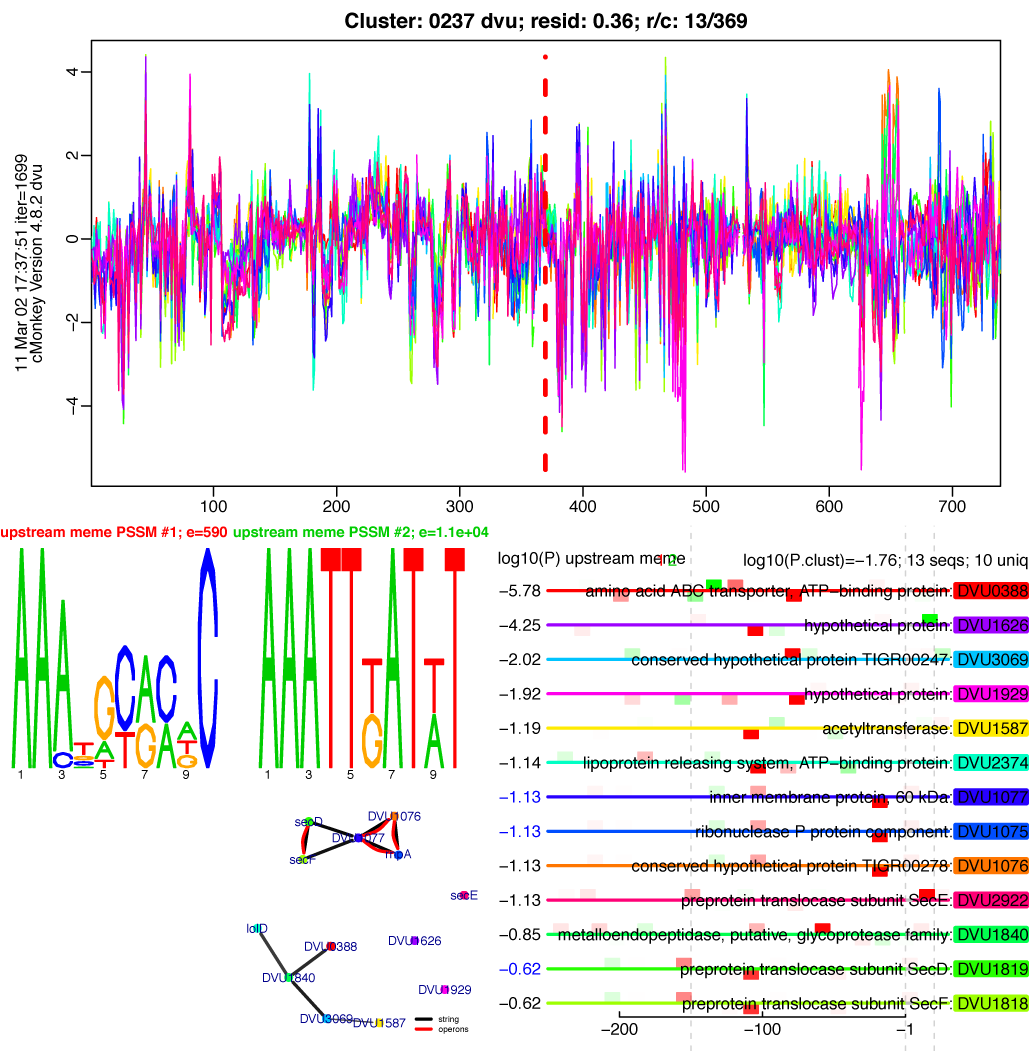 Cluster: 0237 dvu; resid: 0.36; r/c: 13/369
11 Mar 02 17:37:51 iter=1699
cMonkey Version 4.8.2 dvu
4
2
0
−2
−4
100 200 300 400 500 600 700
upstream meme PSSM #1; e=590
upstream meme PSSM #2; e=1.1e+04
1 3 5 7 9
1 3 5 7 9
log10(P) upstream meme
log10(P.clust)=−1.76; 13 seqs; 10 uniq
−5.78 amino acid ABC transporter, ATP−binding protein: DVU0388
−4.25 hypothetical protein: DVU1626
−2.02 conserved hypothetical protein TIGR00247: DVU3069
−1.92 hypothetical protein: DVU1929
−1.19 acetyltransferase: DVU1587
−1.14 lipoprotein releasing system, ATP−binding protein: DVU2374
−1.13 inner membrane protein, 60 kDa: DVU1077
−1.13 ribonuclease P protein component: DVU1075
−1.13 conserved hypothetical protein TIGR00278: DVU1076
−1.13 preprotein translocase subunit SecE: DVU2922
−0.85 metalloendopeptidase, putative, glycoprotease family: DVU1840
−0.62 preprotein translocase subunit SecD: DVU1819
−0.62 preprotein translocase subunit SecF: DVU1818
−200 −100 −1
secD
DVU1076
DVU1077
secF
rnpA
secE
lolD
DVU0388
DVU1626
DVU1840
DVU1929
DVU3069
DVU1587
string
operons